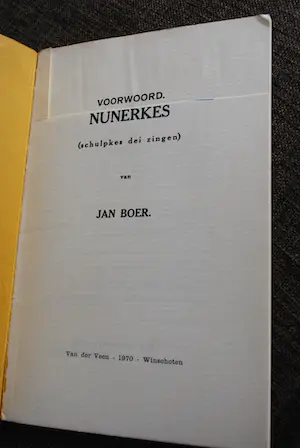 VOORWOORD.
NUNERKES
(schulpkes dei zingen)
van
JAN BOER.
Van der Veen - 1970 - Winschoten